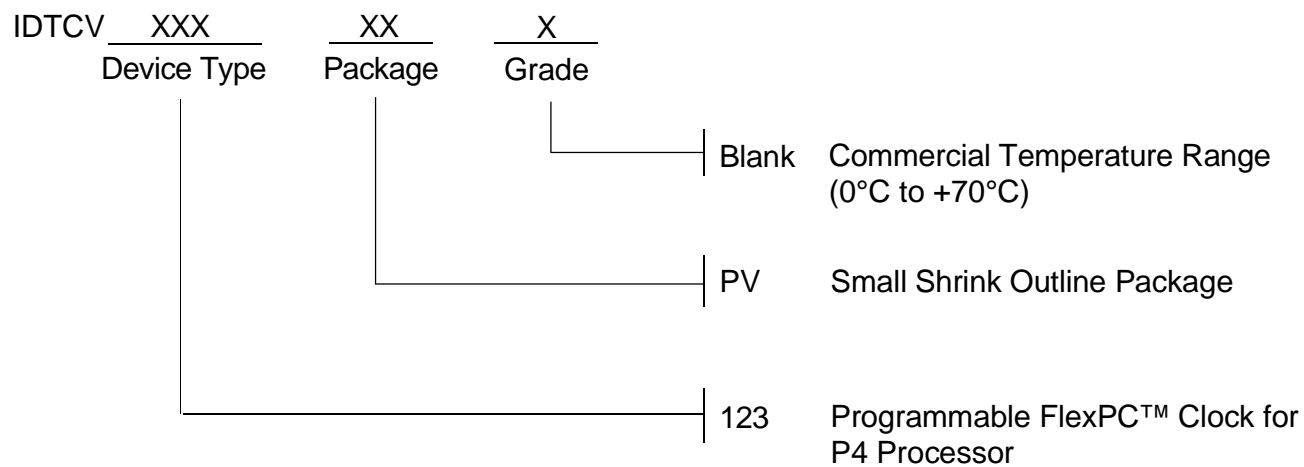 IDTCV XXX XX X
Device Type Package Grade
Blank Commercial Temperature Range
(0°C to +70°C)
PV Small Shrink Outline Package
123 Programmable FlexPC™ Clock for
P4 Processor